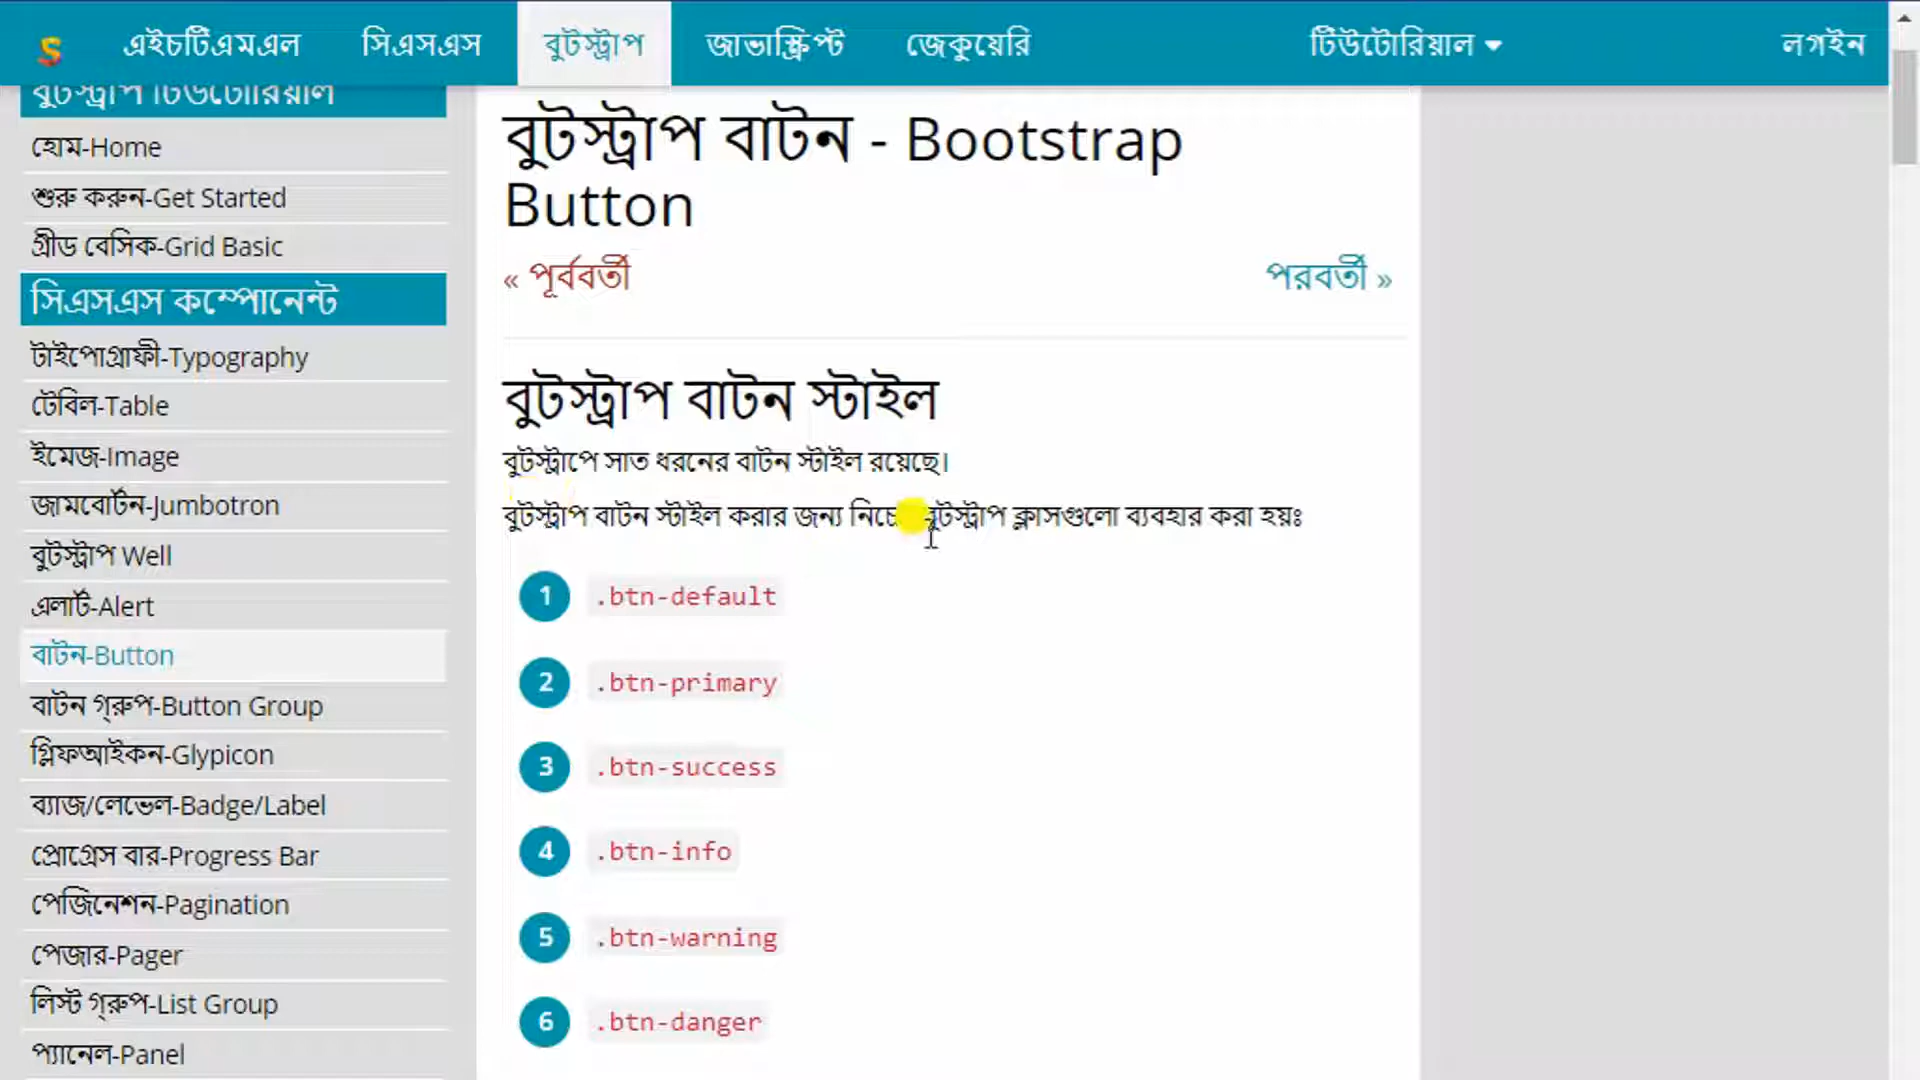 এইচটিএমএল সিএসএস বুটস্ট্রাপ জাভাস্ক্রিপ্ট জেকুয়েরি টিউটোরিয়াল লগইন
বুটস্ট্রাপ টিউটোরিয়াল
হোম-Home
শুরু করুন-Get Started
গ্রীড বেসিক-Grid Basic
সিএসএস কম্পোনেন্ট
টাইপোগ্রাফী-Typography
টেবিল-Table
ইমেজ-Image
জামবোর্টন-Jumbotron
বুটস্ট্রাপ Well
এলার্ট-Alert
বাটন-Button
বাটন গ্রুপ-Button Group
গ্লিফআইকন-Glypicon
ব্যাজ/লেভেল-Badge/Label
প্রোগ্রেস বার-Progress Bar
পেজিনেশন-Pagination
পেজার-Pager
লিস্ট গ্রুপ-List Group
প্যানেল-Panel
বুটস্ট্রাপ বাটন - Bootstrap
Button
« পূর্ববর্তী পরবর্তী »
বুটস্ট্রাপ বাটন স্টাইল
বুটস্ট্রাপে সাত ধরনের বাটন স্টাইল রয়েছে।
বুটস্ট্রাপ বাটন স্টাইল করার জন্য বুটস্ট্রাপ ক্লাসগুলো ব্যবহার করা হয়ঃ
1 .btn-default
2 .btn-primary
3 .btn-success
4 .btn-info
5 .btn-warning
6 .btn-danger